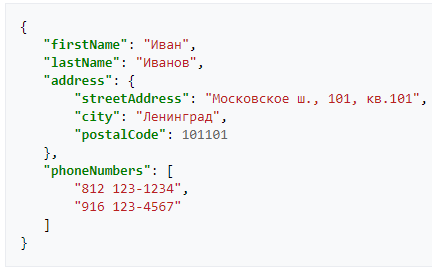 {
   "firstName": "Иван",
   "lastName": "Иванов",
   "address": {
       "streetAddress": "Московское ш., 101, кв.101",
       "city": "Ленинград",
       "postalCode": 101101
   },
   "phoneNumbers": [
       "812 123-1234",
       "916 123-4567"
   ]
}